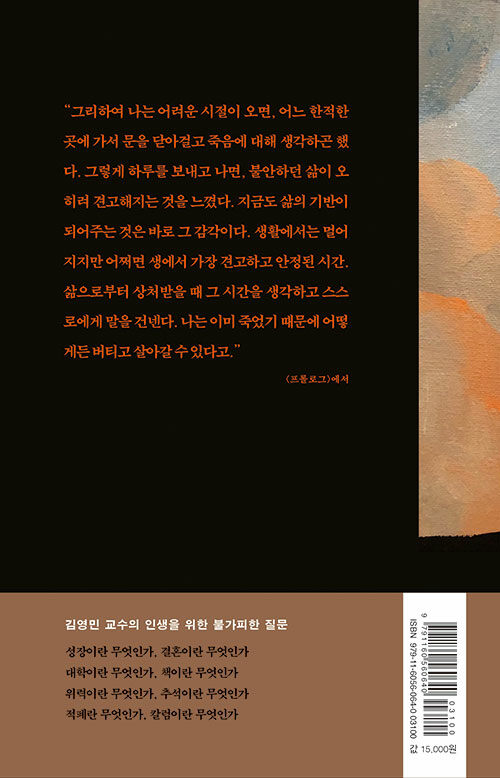 “그리하여 나는 어려운 시절이 오면, 어느 한적한
곳에 가서 문을 닫아걸고 죽음에 대해 생각하곤 했
다. 그렇게 하루를 보내고 나면, 불안하던 삶이 오
히려 견고해지는 것을 느꼈다. 지금도 삶의 기반이
되어주는 것은 바로 그 감각이다. 생활에서는 멀어
지지만 어쩌면 생에서 가장 견고하고 안정된 시간.
삶으로부터 상처받을 때 그 시간을 생각하고 스스
로에게 말을 건넨다. 나는 이미 죽었기 때문에 어떻
게든 버티고 살아갈 수 있다고.”
〈프롤로그〉에서
김영민 교수의 인생을 위한 불가피한 질문
성장이란 무엇인가, 결혼이란 무엇인가
대학이란 무엇인가, 책이란 무엇인가
위력이란 무엇인가, 추석이란 무엇인가
적폐란 무엇인가, 칼럼이란 무엇인가
9 791160 560640
03100
ISBN 979-11-6056-064-0 03100
값 15,000원